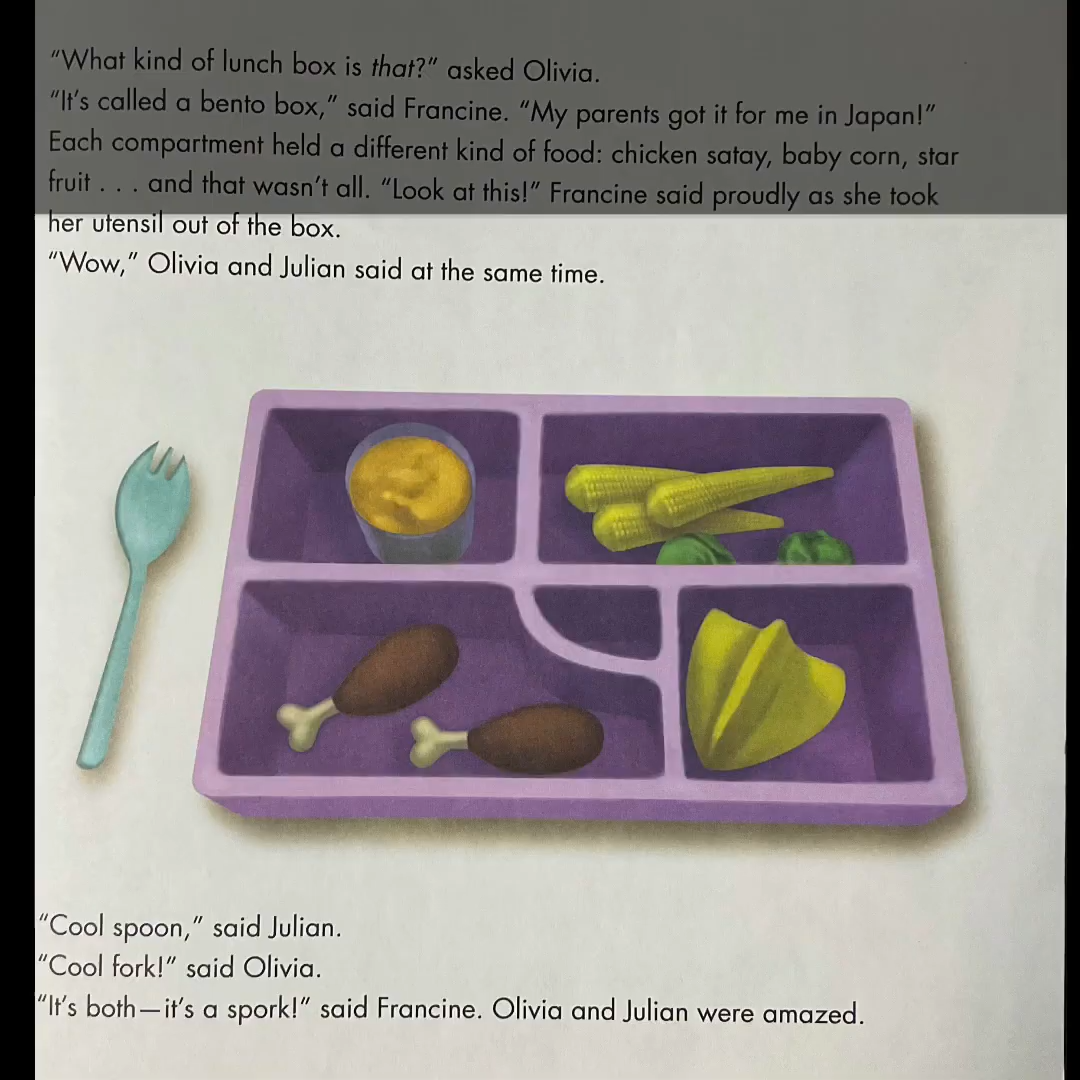 “What kind of lunch box is that?” asked Olivia.
“It’s called a bento box,” said Francine. “My parents got it for me in Japan!”
Each compartment held a different kind of food: chicken satay, baby corn, star
fruit . . . and that wasn’t all. “Look at this!” Francine said proudly as she took
her utensil out of the box.
“Wow,” Olivia and Julian said at the same time.
“Cool spoon,” said Julian.
“Cool fork!” said Olivia.
“It’s both—it’s a spork!” said Francine. Olivia and Julian were amazed.